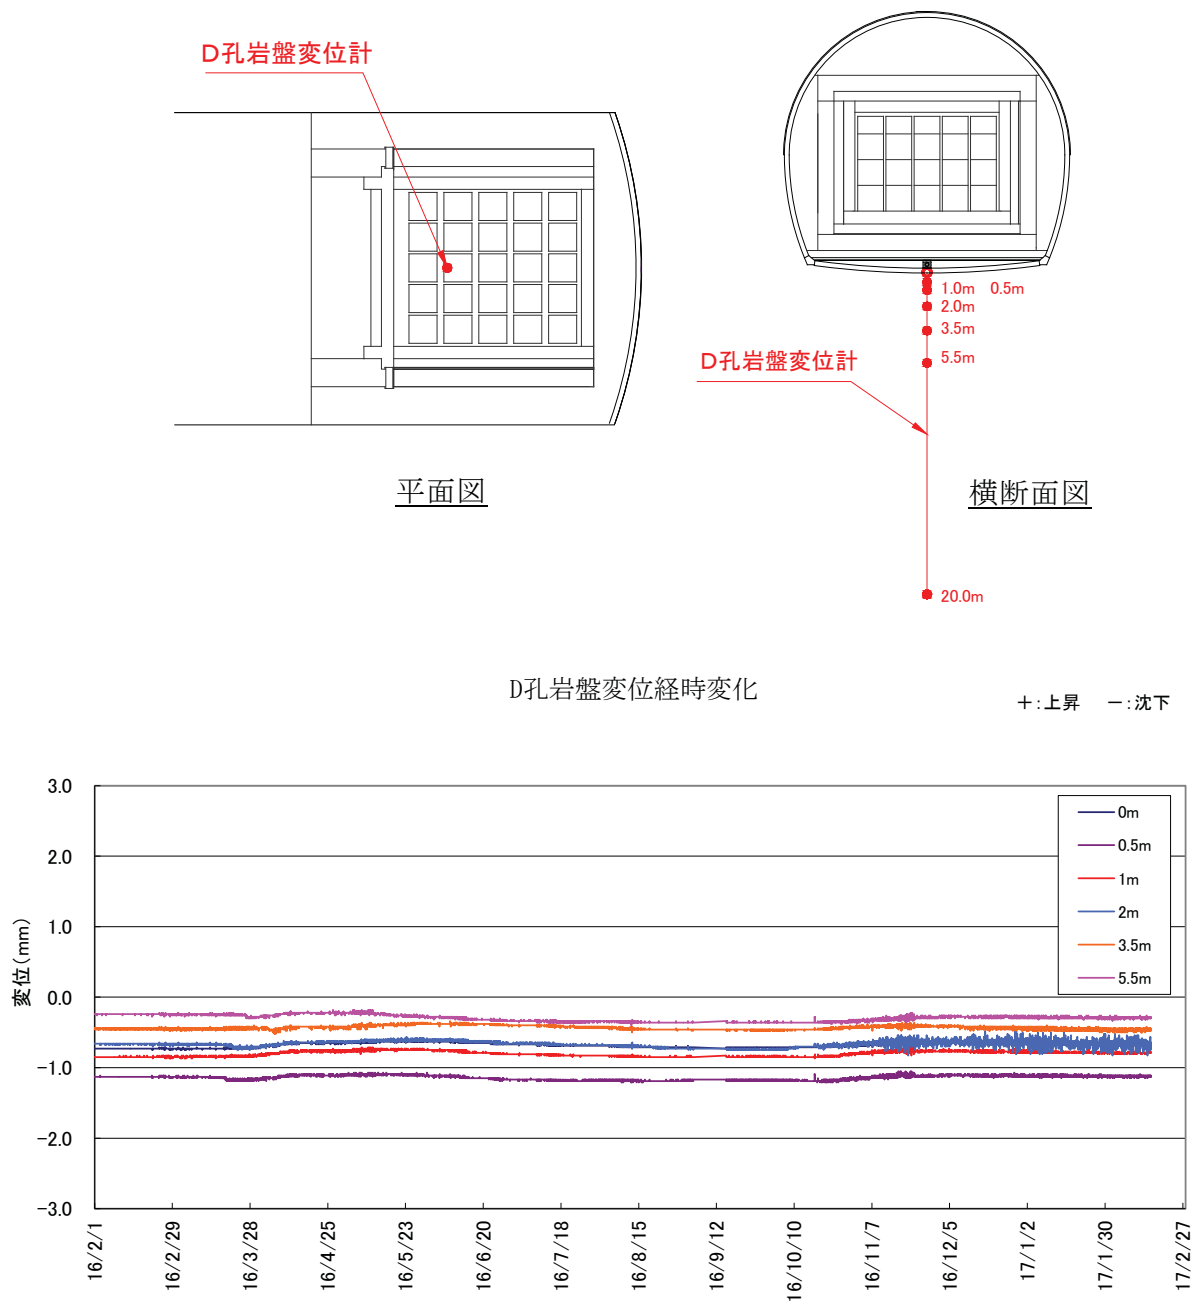 D孔岩盤変位計
1.0m 0.5m
2.0m
3.5m
5.5m
D孔岩盤変位計
20.0m
平面図
横断面図
D孔岩盤変位経時変化
＋:上昇 －:沈下
変位(mm)
3.0
2.0
1.0
0.0
-1.0
-2.0
-3.0
0m
0.5m
1m
2m
3.5m
5.5m
16/2/1
16/2/29
16/3/28
16/4/25
16/5/23
16/6/20
16/7/18
16/8/15
16/9/12
16/10/10
16/11/7
16/12/5
17/1/2
17/1/30
17/2/27